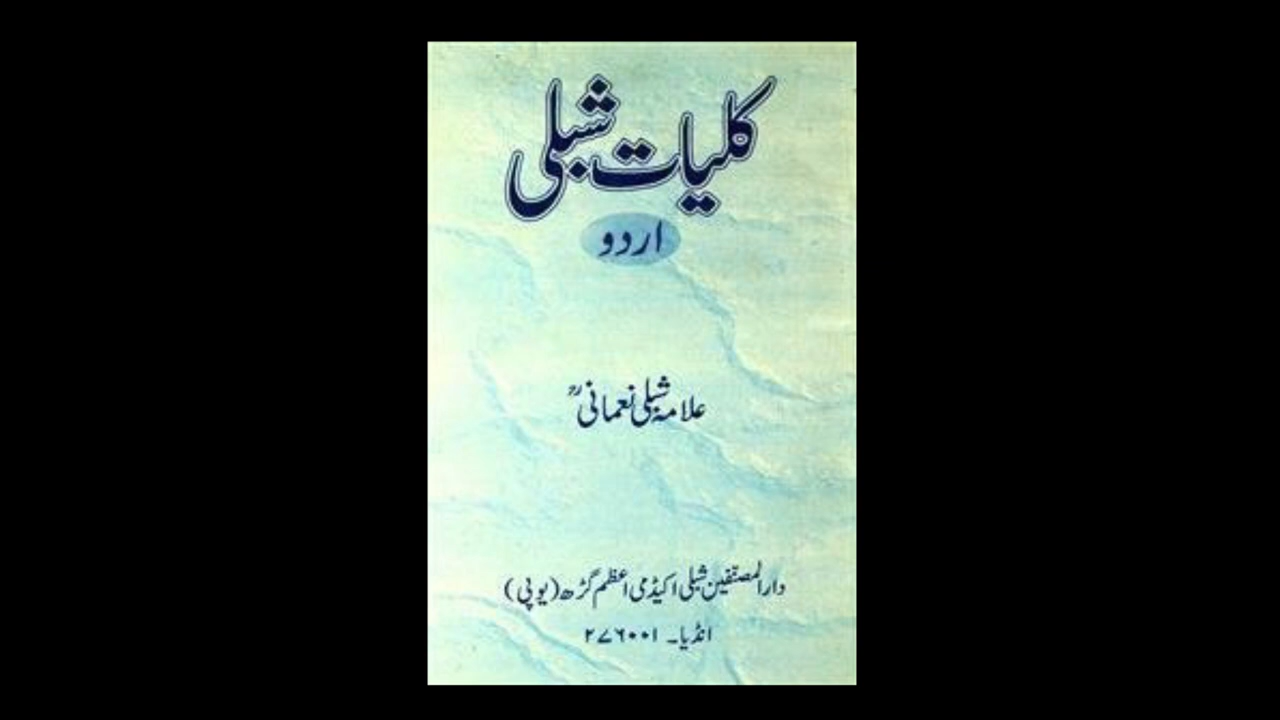 کلیات شبلی
اردو
علامہ شبلی نعمانیؒ
دارالمصنفین شبلی اکیڈمی اعظم گڑھ (یوپی)
انڈیا۔ ۲۷۶۰۰۱